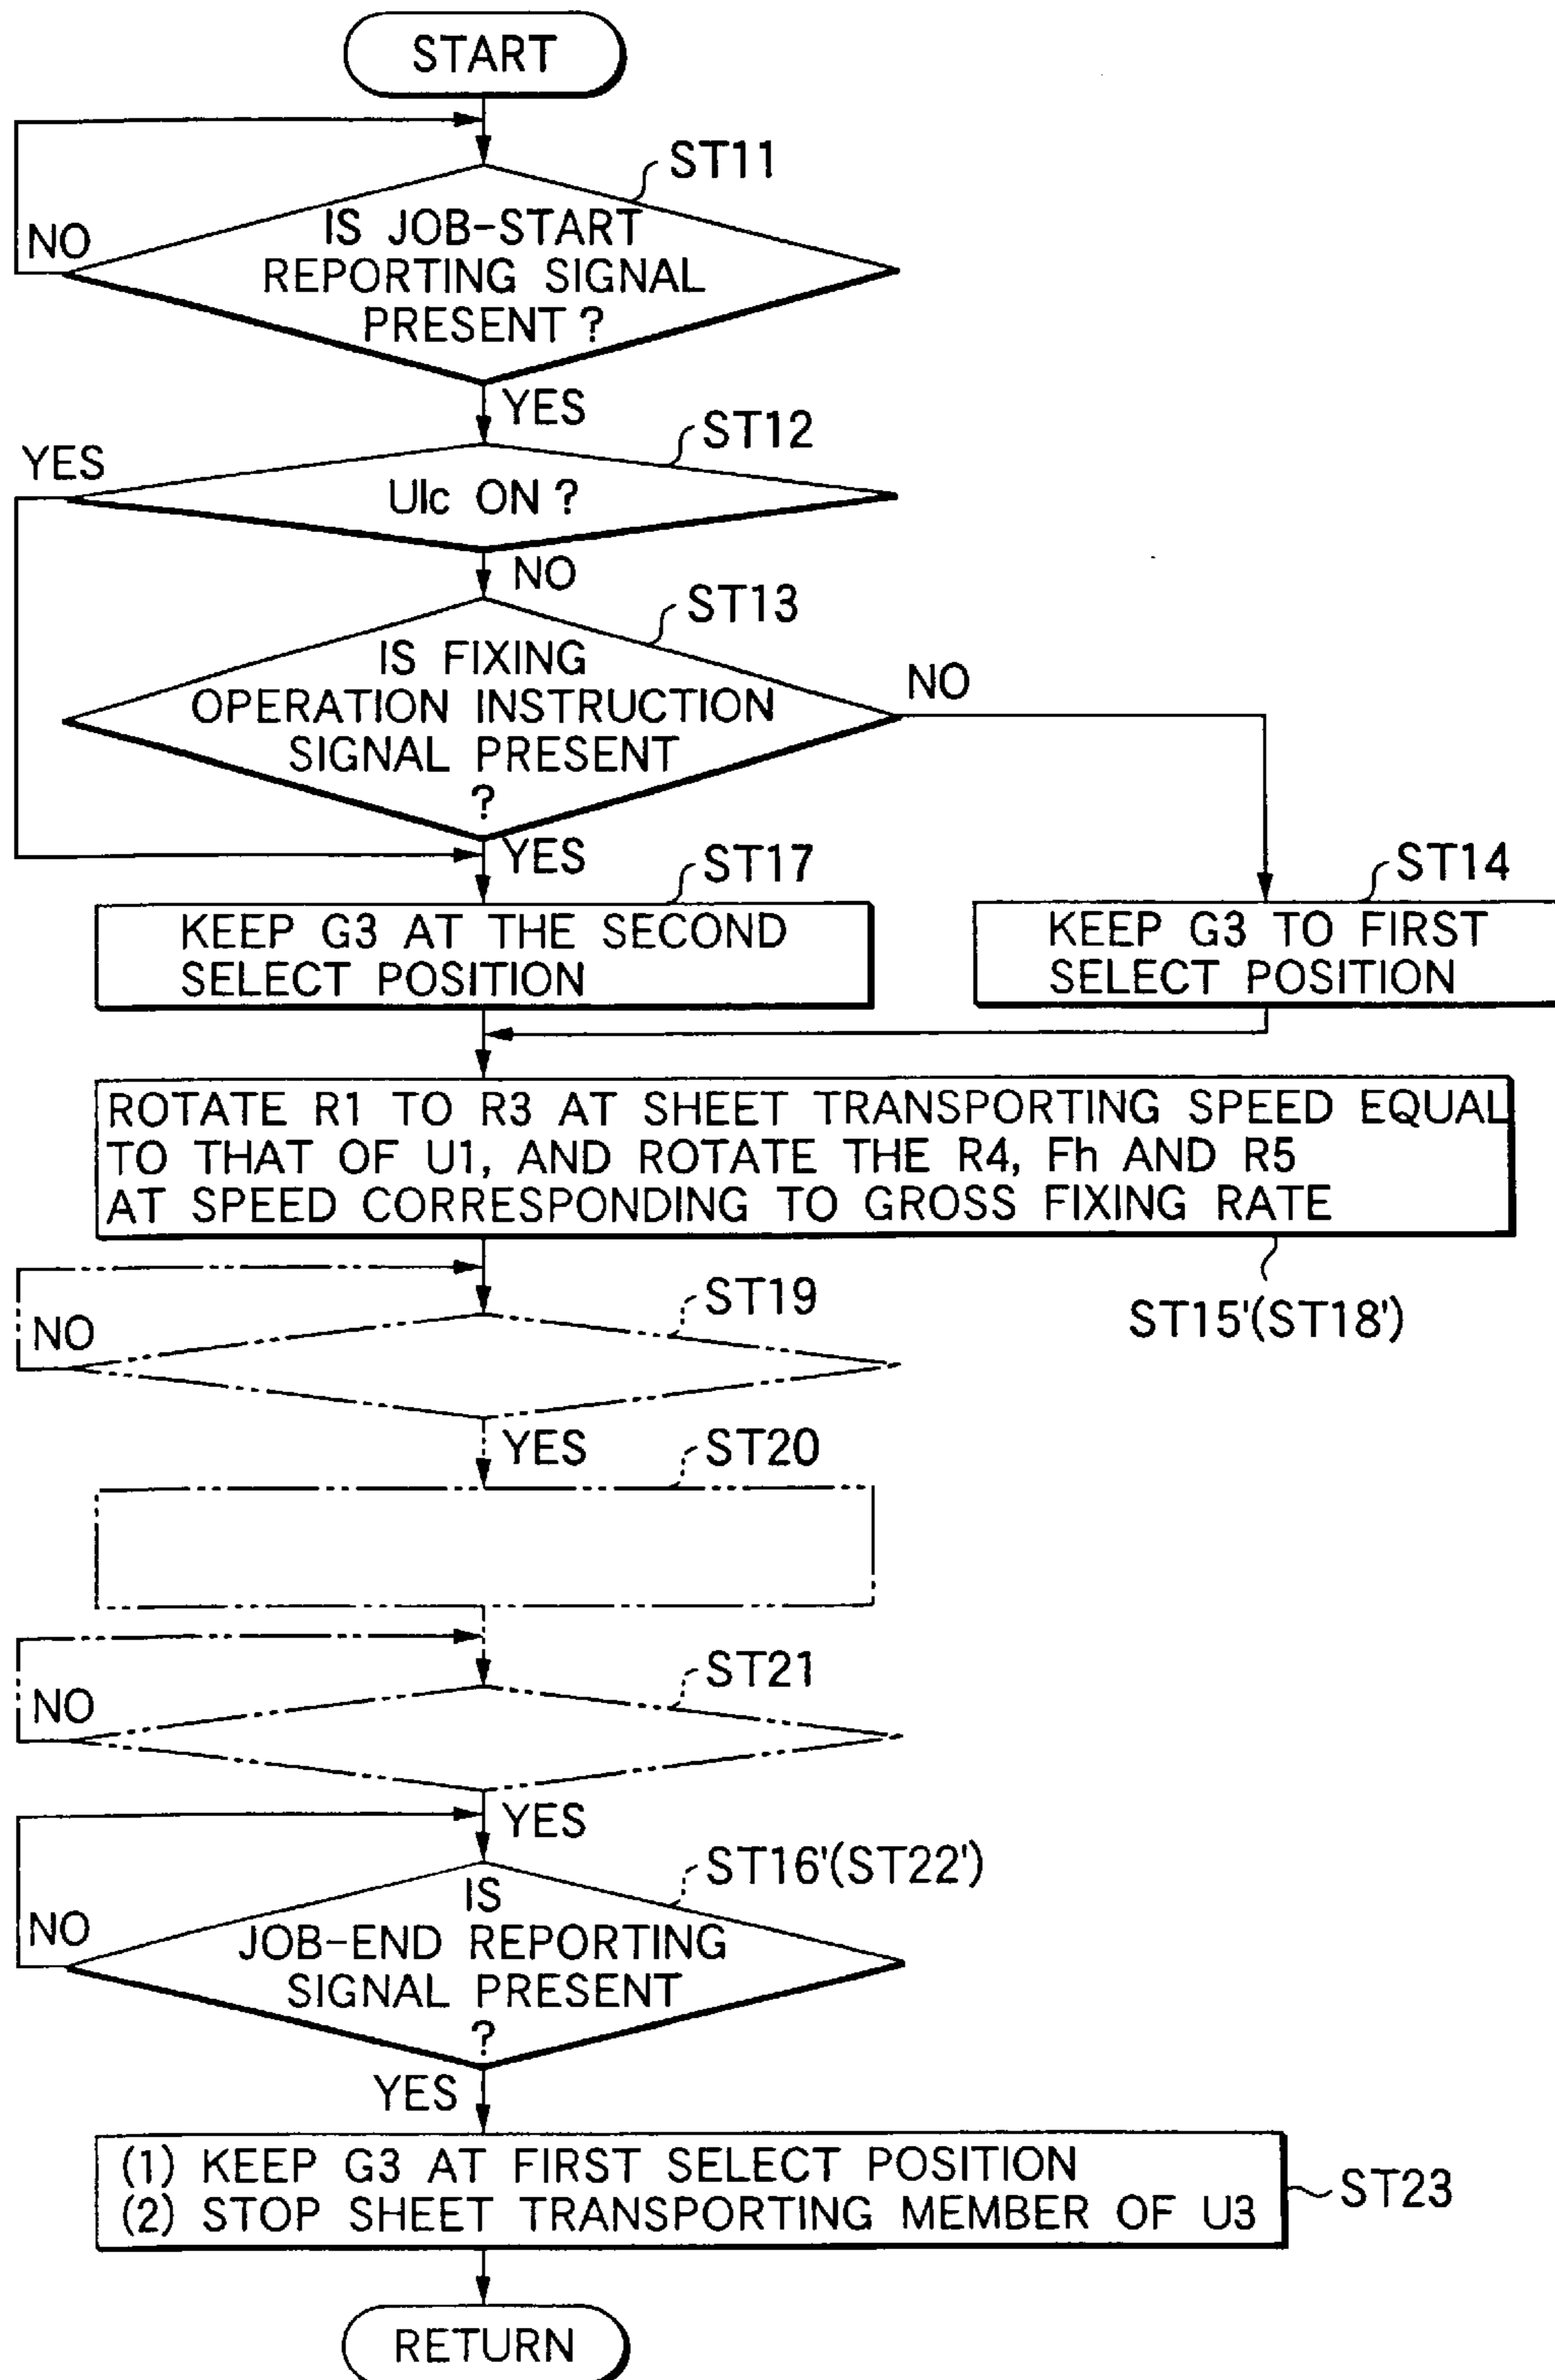 START
ST11
NO
IS JOB-START
REPORTING SIGNAL
PRESENT ?
YES
ST12
YES
UIc ON ?
NO
ST13
IS FIXING
OPERATION INSTRUCTION
SIGNAL PRESENT
?
NO
YES
ST17
ST14
KEEP G3 AT THE SECOND
SELECT POSITION
KEEP G3 TO FIRST
SELECT POSITION
ROTATE R1 TO R3 AT SHEET TRANSPORTING SPEED EQUAL
TO THAT OF U1, AND ROTATE THE R4, Fh AND R5
AT SPEED CORRESPONDING TO GROSS FIXING RATE
ST15'(ST18')
ST19
NO
YES
ST20
ST21
NO
YES
ST16'(ST22')
NO
IS
JOB-END REPORTING
SIGNAL PRESENT
?
YES
(1) KEEP G3 AT FIRST SELECT POSITION
(2) STOP SHEET TRANSPORTING MEMBER OF U3
ST23
RETURN